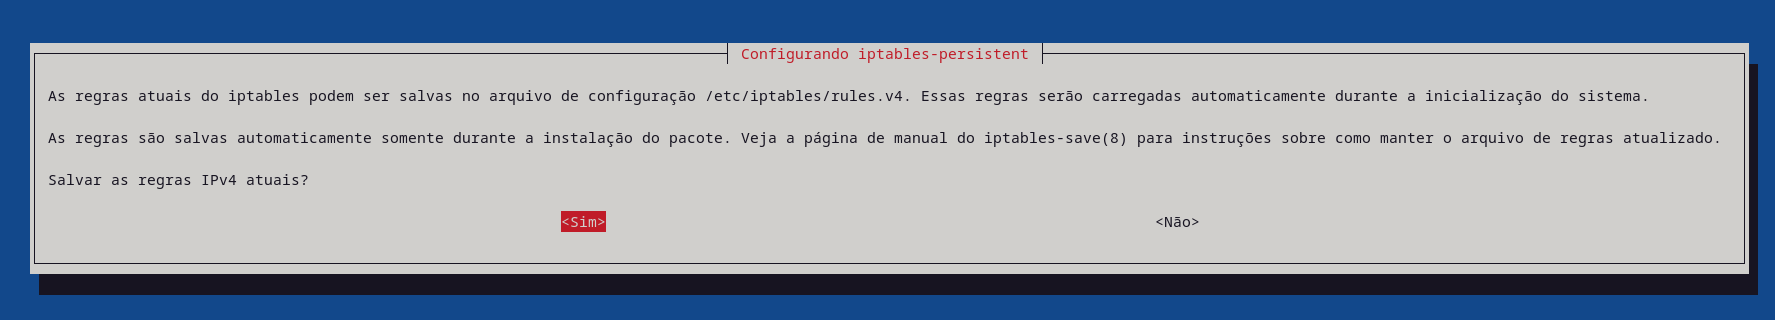 Configurando iptables-persistent
As regras atuais do iptables podem ser salvas no arquivo de configuração /etc/iptables/rules.v4. Essas regras serão carregadas automaticamente durante a inicialização do sistema.
As regras são salvas automaticamente somente durante a instalação do pacote. Veja a página de manual do iptables-save(8) para instruções sobre como manter o arquivo de regras atualizado.
Salvar as regras IPv4 atuais?
<Sim> <Não>